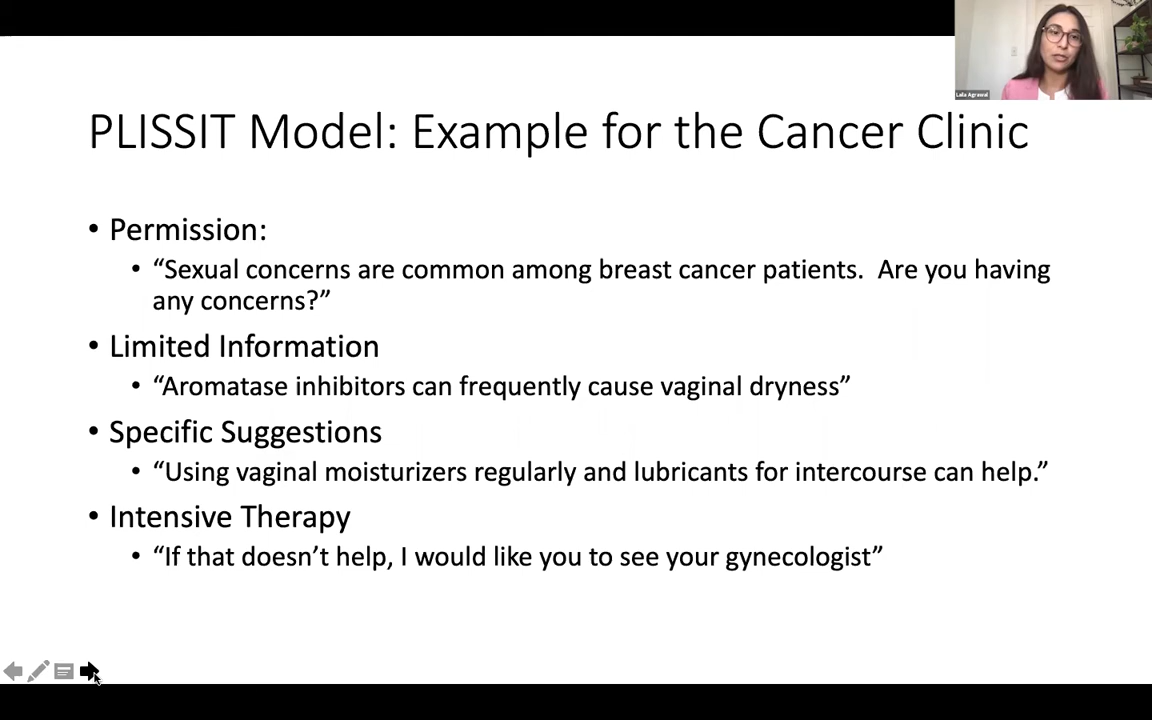 Laila Agrawal
PLISSIT Model: Example for the Cancer Clinic
• Permission:
• “Sexual concerns are common among breast cancer patients.  Are you having
any concerns?”
• Limited Information
• “Aromatase inhibitors can frequently cause vaginal dryness”
• Specific Suggestions
• “Using vaginal moisturizers regularly and lubricants for intercourse can help.”
• Intensive Therapy
• “If that doesn’t help, I would like you to see your gynecologist”